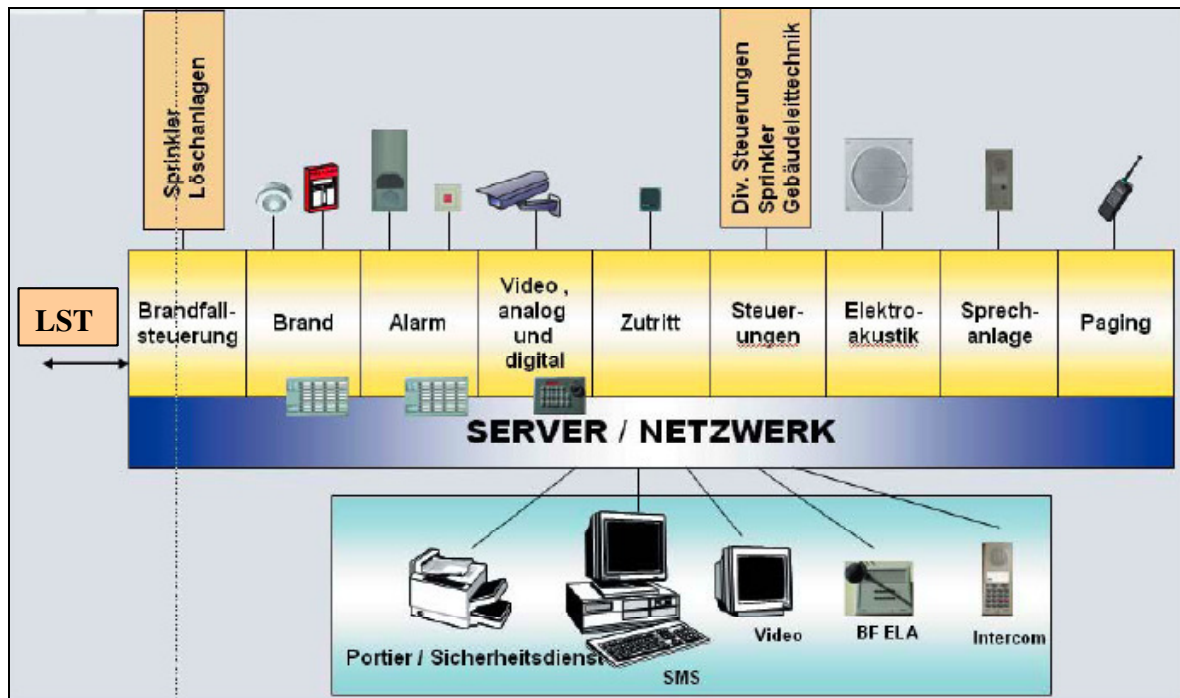 Sprinkler
Löschanlagen
Div. Steuerungen
Sprinkler
Gebäudeleittechnik
LST
Brandfall-
steuerung
Brand
Alarm
Video ,
analog
und
digital
Zutritt
Steuer-
ungen
Elektro-
akustik
Sprech-
anlage
Paging
SERVER / NETZWERK
Portier / Sicherheitsdienst
SMS
Video
BF ELA
Intercom